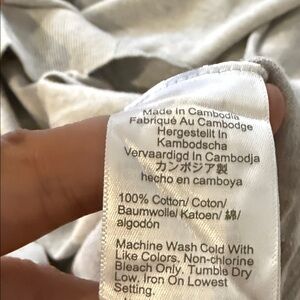 Made In Cambodia
Fabriqué Au Cambodge
Hergestellt In
Kambodscha
Vervaardigd In Cambodja
カンボジア製
hecho en camboya
100% Cotton/ Coton/
Baumwolle/ Katoen/ 綿/
algodón
Machine Wash Cold With
Like Colors, Non-chlorine
Bleach Only. Tumble Dry
Low. Iron On Lowest
Setting.